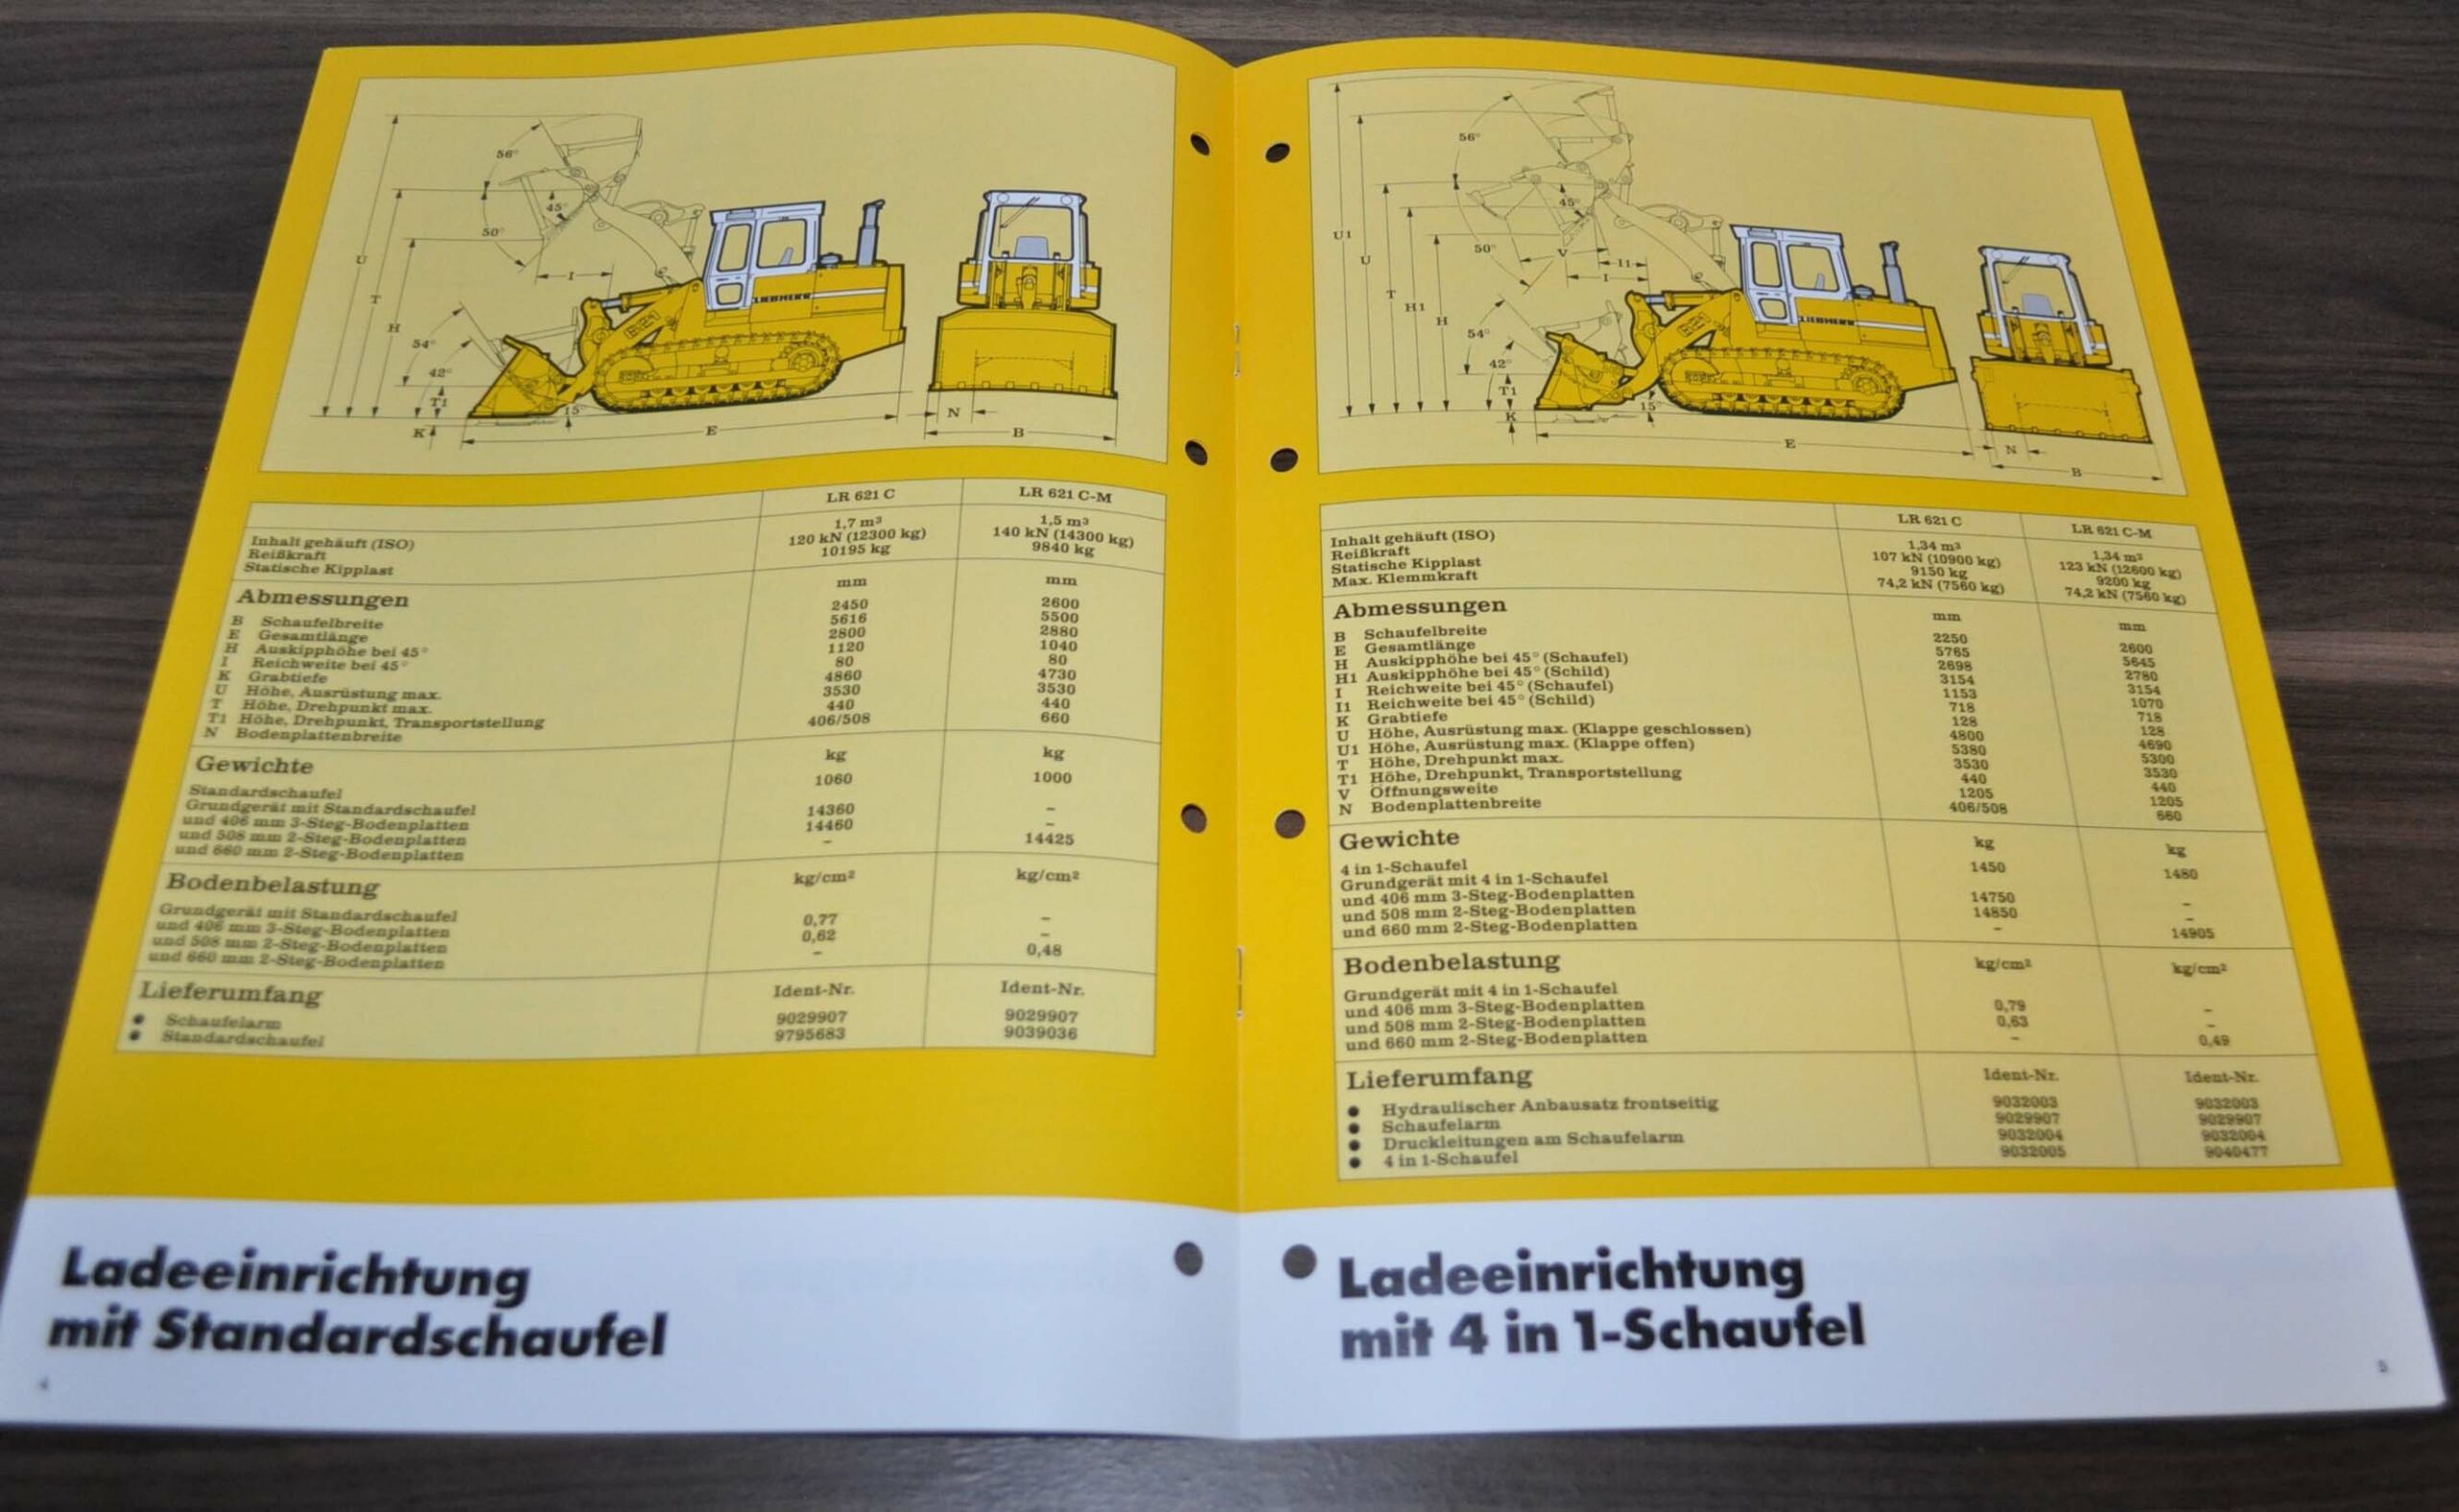 56°
45°
50°
I
U
T
H
54°
42°
T1
K
15°
LIEBHERR
621
E
N
B
LR 621 C LR 621 C-M
Inhalt gehäuft (ISO) 1,7 m³ 1,5 m³
Reißkraft 120 kN (12300 kg) 140 kN (14300 kg)
Statische Kipplast 10195 kg 9840 kg
Abmessungen mm mm
B Schaufelbreite 2450 2600
E Gesamtlänge 5616 5500
H Auskipphöhe bei 45° 2800 2880
I Reichweite bei 45° 1120 1040
K Grabtiefe 80 80
U Höhe, Ausrüstung max. 4860 4730
T Höhe, Drehpunkt max. 3530 3530
T1 Höhe, Drehpunkt, Transportstellung 440 440
N Bodenplattenbreite 406/508 660
Gewichte kg kg
Standardschaufel 1060 1000
Grundgerät mit Standardschaufel
und 406 mm 3-Steg-Bodenplatten 14360 –
und 508 mm 2-Steg-Bodenplatten 14460 –
und 660 mm 2-Steg-Bodenplatten – 14425
Bodenbelastung kg/cm² kg/cm²
Grundgerät mit Standardschaufel
und 406 mm 3-Steg-Bodenplatten 0,77 –
und 508 mm 2-Steg-Bodenplatten 0,62 –
und 660 mm 2-Steg-Bodenplatten – 0,48
Lieferumfang Ident-Nr. Ident-Nr.
● Schaufelarm 9029907 9029907
● Standardschaufel 9795683 9039036
Ladeeinrichtung
mit Standardschaufel
4
56°
45°
50°
V
I1
I
U1
U
T
H1
H
54°
42°
T1
K
15°
LIEBHERR
621
E
N
B
LR 621 C LR 621 C-M
Inhalt gehäuft (ISO) 1,34 m³ 1,34 m³
Reißkraft 107 kN (10900 kg) 123 kN (12600 kg)
Statische Kipplast 9150 kg 9200 kg
Max. Klemmkraft 74,2 kN (7560 kg) 74,2 kN (7560 kg)
Abmessungen mm mm
B Schaufelbreite 2250 2600
E Gesamtlänge 5765 5645
H Auskipphöhe bei 45° (Schaufel) 2698 2780
H1 Auskipphöhe bei 45° (Schild) 3154 3154
I Reichweite bei 45° (Schaufel) 1153 1070
I1 Reichweite bei 45° (Schild) 718 718
K Grabtiefe 128 128
U Höhe, Ausrüstung max. (Klappe geschlossen) 4800 4690
U1 Höhe, Ausrüstung max. (Klappe offen) 5380 5300
T Höhe, Drehpunkt max. 3530 3530
T1 Höhe, Drehpunkt, Transportstellung 440 440
V Öffnungsweite 1205 1205
N Bodenplattenbreite 406/508 660
Gewichte kg kg
4 in 1-Schaufel 1450 1480
Grundgerät mit 4 in 1-Schaufel
und 406 mm 3-Steg-Bodenplatten 14750 –
und 508 mm 2-Steg-Bodenplatten 14850 –
und 660 mm 2-Steg-Bodenplatten – 14905
Bodenbelastung kg/cm² kg/cm²
Grundgerät mit 4 in 1-Schaufel
und 406 mm 3-Steg-Bodenplatten 0,79 –
und 508 mm 2-Steg-Bodenplatten 0,63 –
und 660 mm 2-Steg-Bodenplatten – 0,49
Lieferumfang Ident-Nr. Ident-Nr.
● Hydraulischer Anbausatz frontseitig 9032003 9032003
● Schaufelarm 9029907 9029907
● Druckleitungen am Schaufelarm 9032004 9032004
● 4 in 1-Schaufel 9032005 9040477
Ladeeinrichtung
mit 4 in 1-Schaufel
5